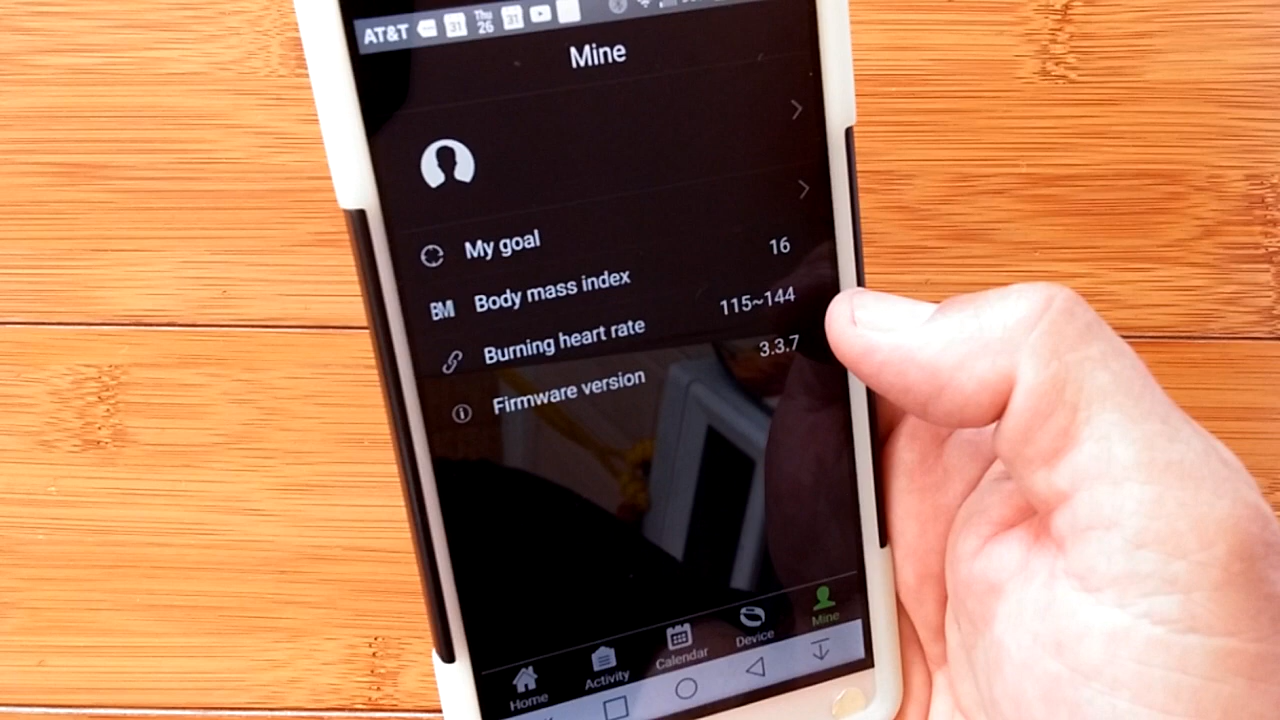 AT&T 31 Thu 26 31
Mine
My goal
Body mass index 16
BMI
Burning heart rate 115~144
Firmware version 3.3.7
Home Activity Calendar Device Mine